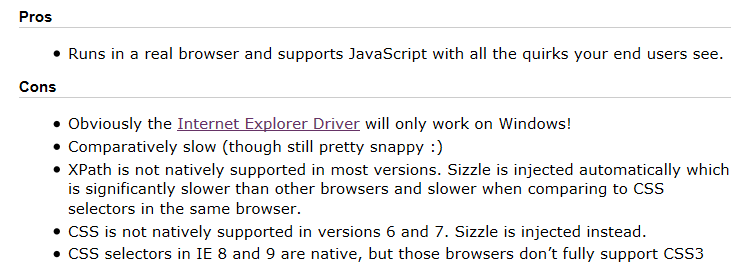 Pros
• Runs in a real browser and supports JavaScript with all the quirks your end users see.
Cons
• Obviously the Internet Explorer Driver will only work on Windows!
• Comparatively slow (though still pretty snappy :)
• XPath is not natively supported in most versions. Sizzle is injected automatically which
is significantly slower than other browsers and slower when comparing to CSS
selectors in the same browser.
• CSS is not natively supported in versions 6 and 7. Sizzle is injected instead.
• CSS selectors in IE 8 and 9 are native, but those browsers don’t fully support CSS3